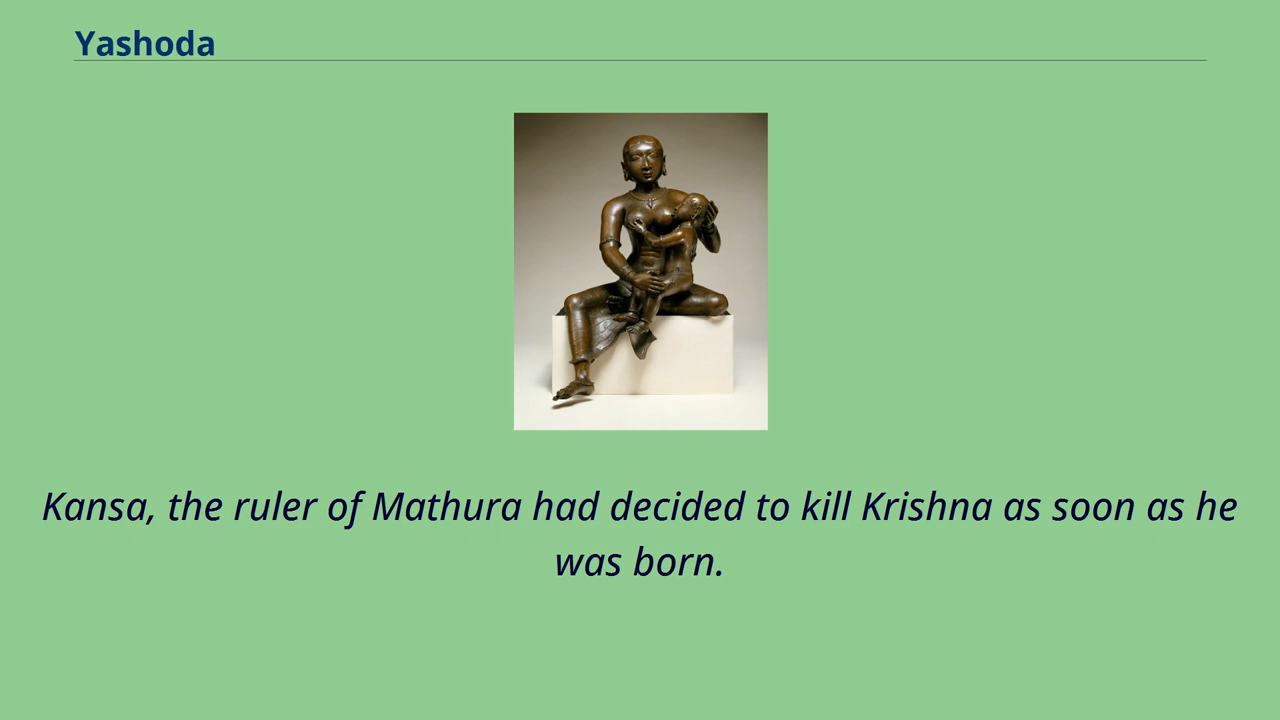 Yashoda
Kansa, the ruler of Mathura had decided to kill Krishna as soon as he
was born.